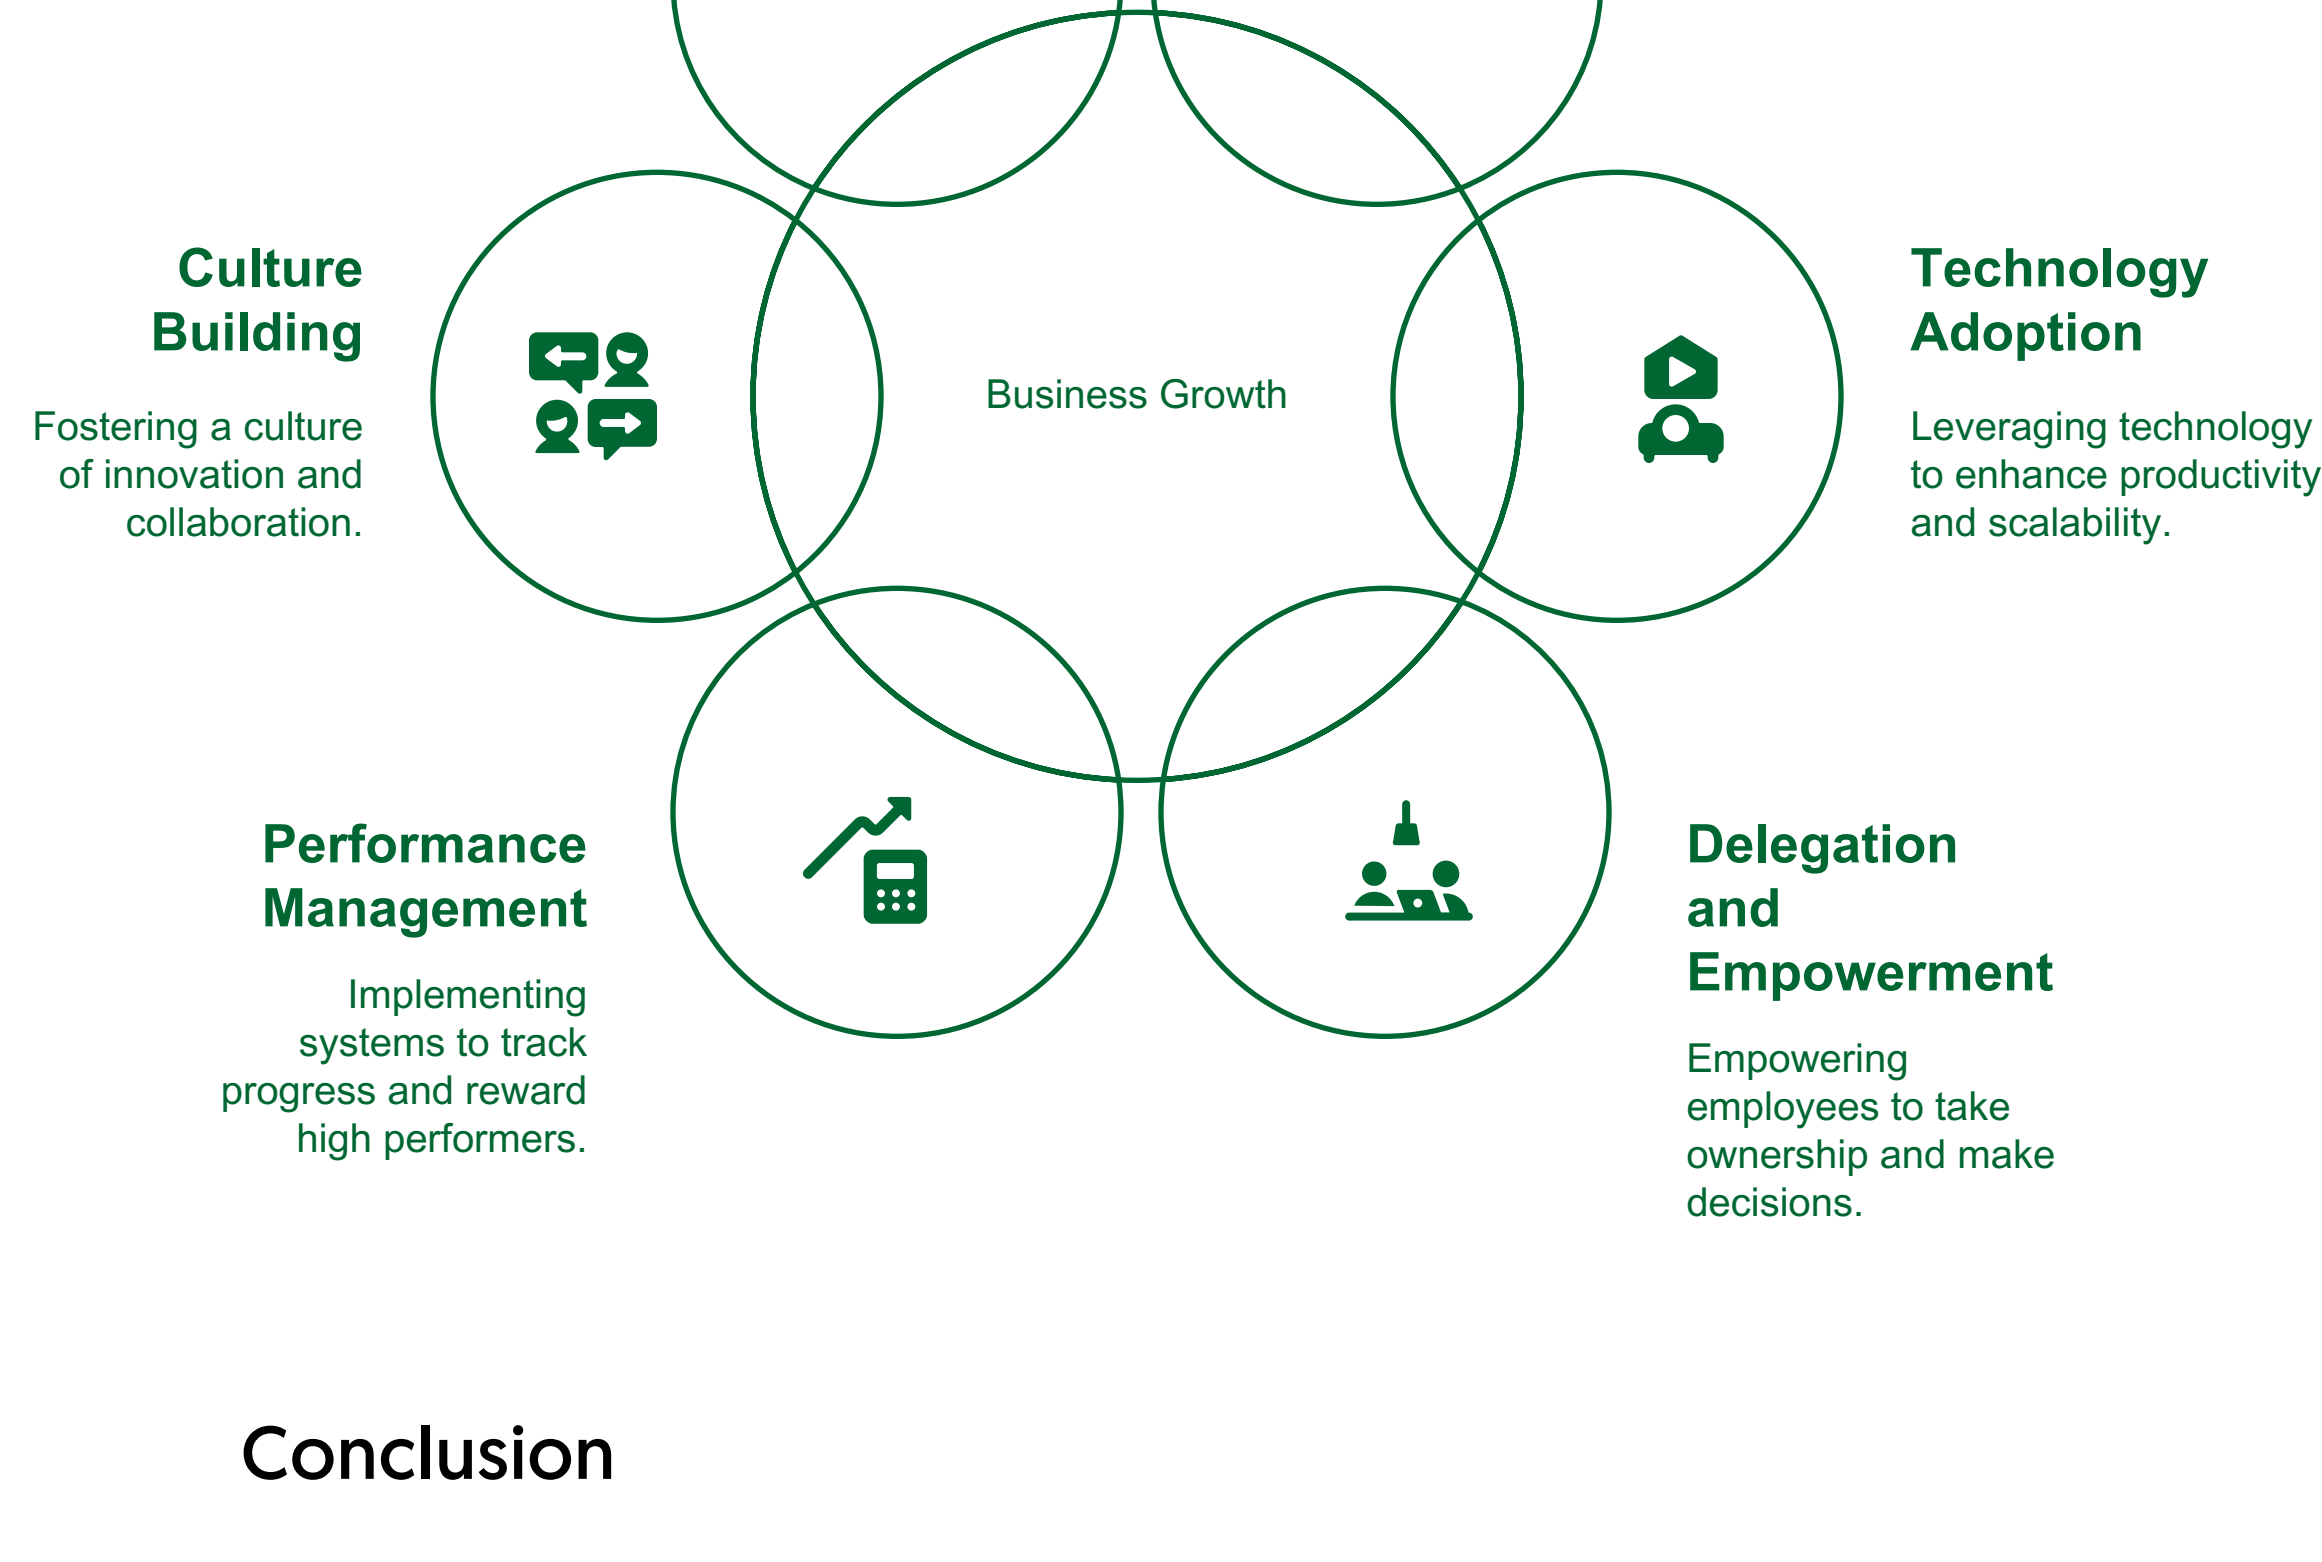 Culture
Building
Fostering a culture
of innovation and
collaboration.
Business Growth
Technology
Adoption
Leveraging technology
to enhance productivity
and scalability.
Performance
Management
Implementing
systems to track
progress and reward
high performers.
Delegation
and
Empowerment
Empowering
employees to take
ownership and make
decisions.
Conclusion